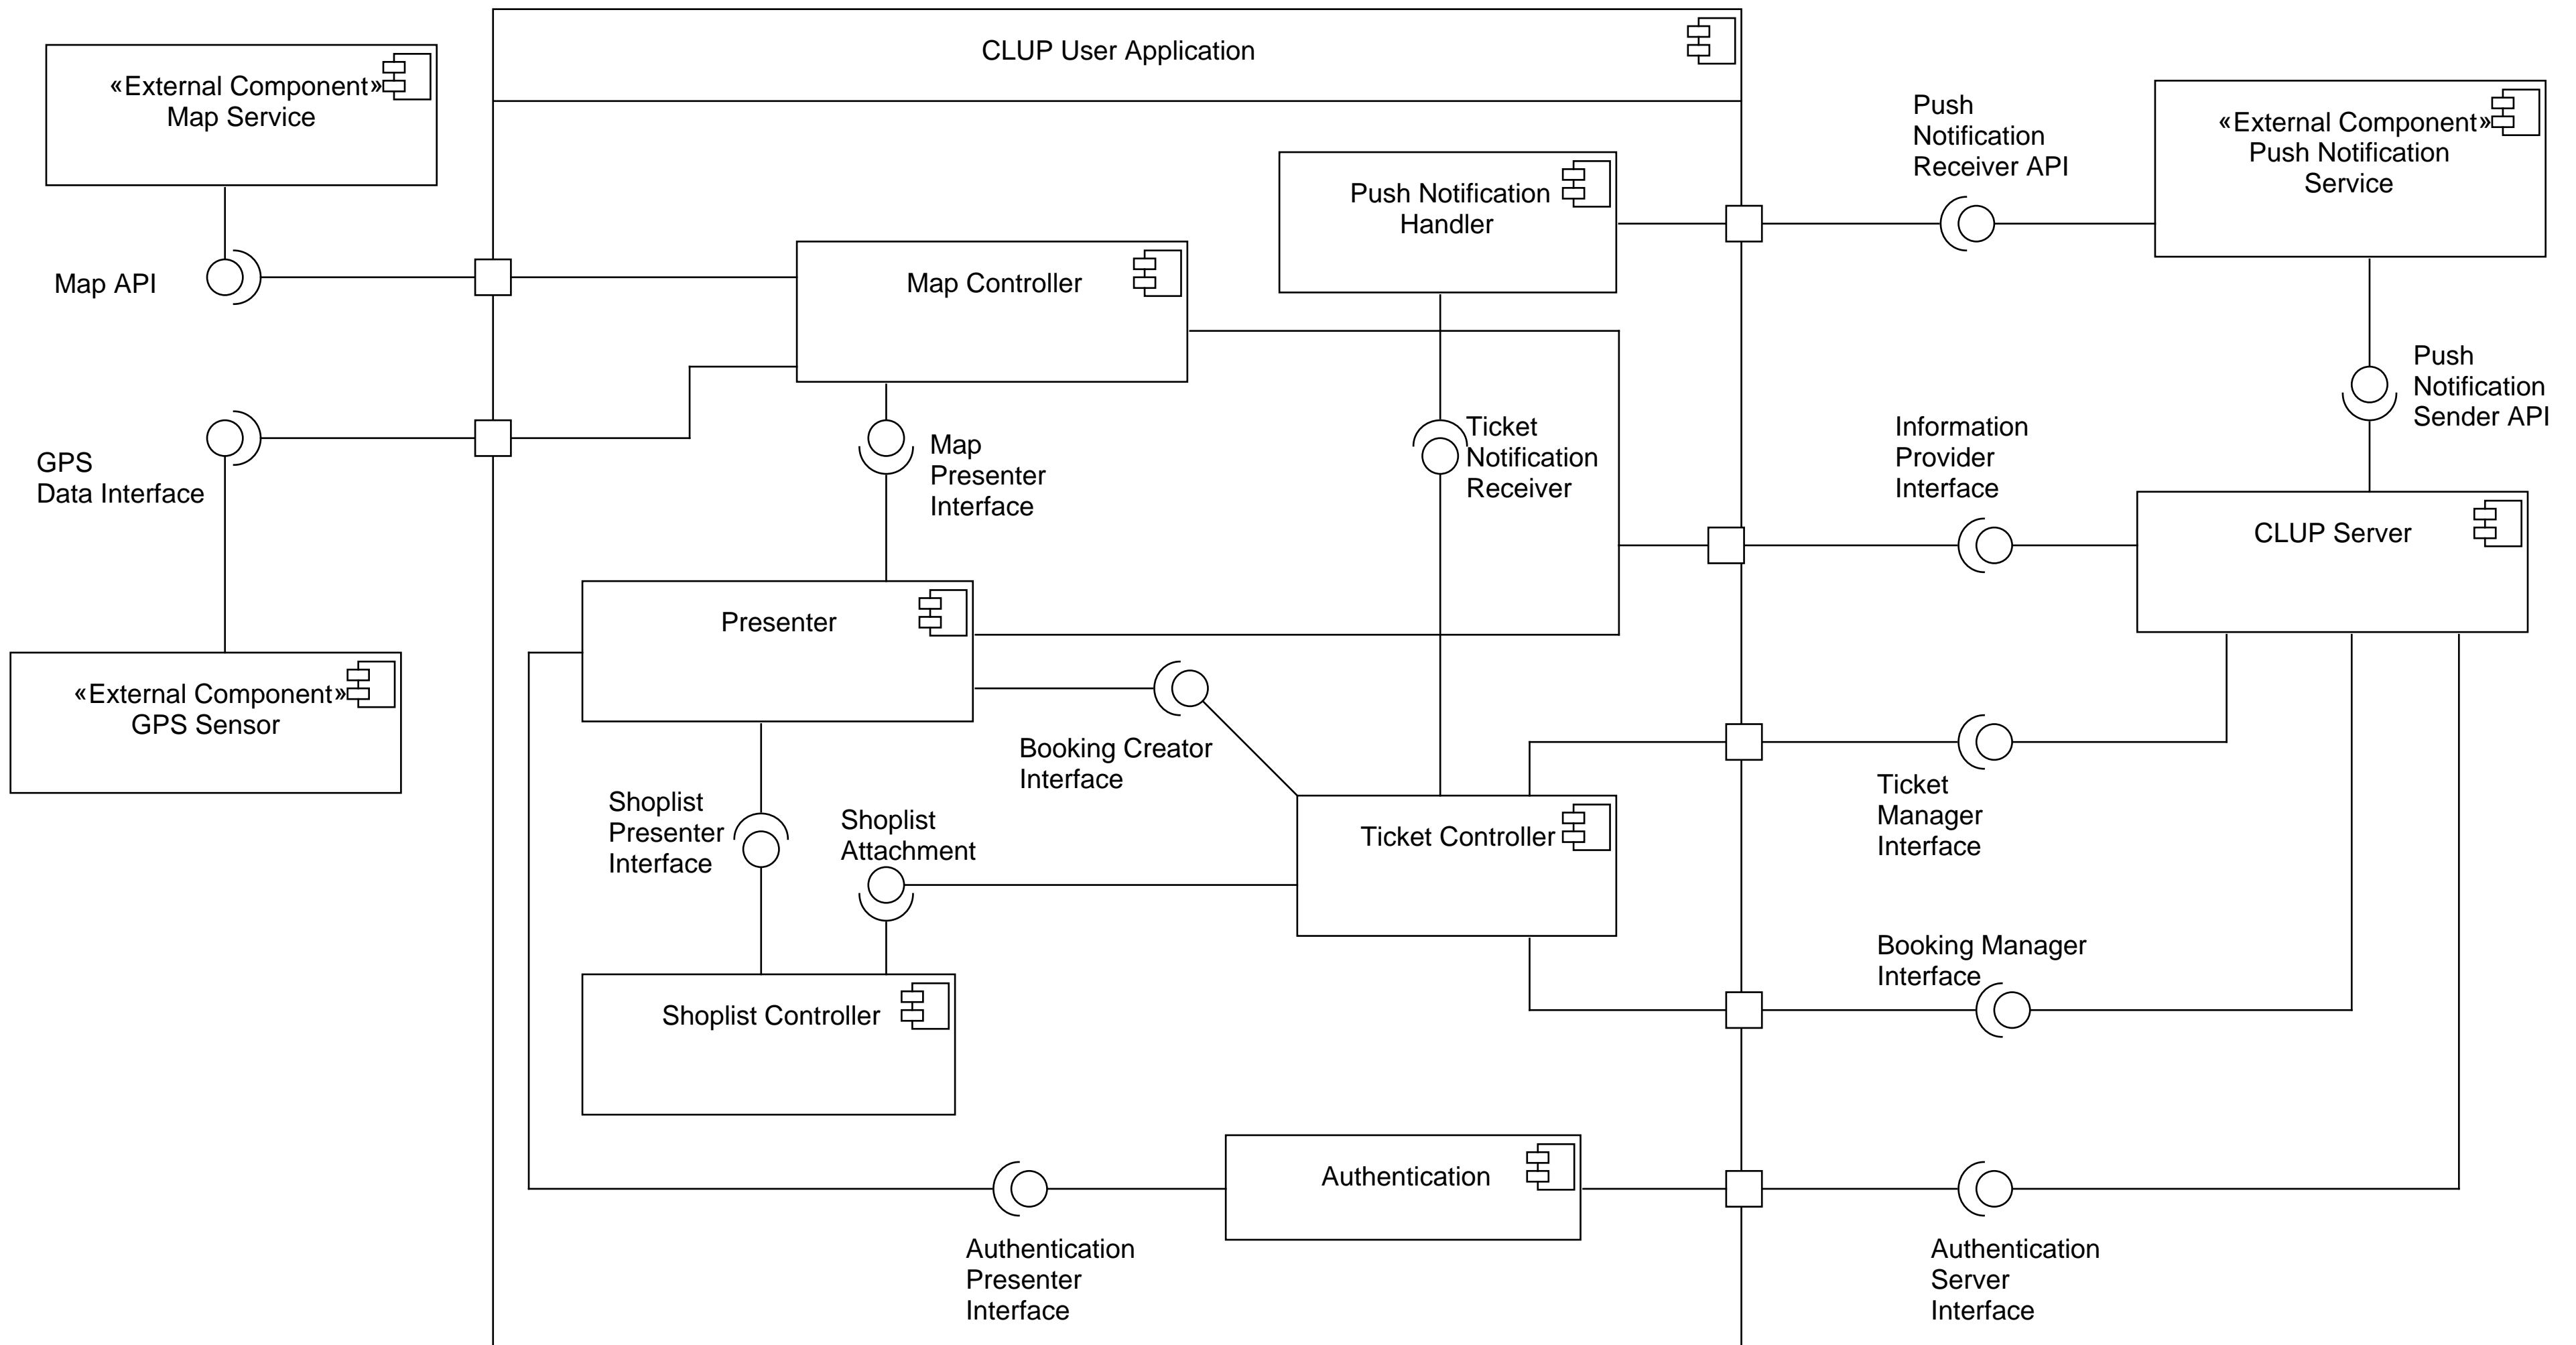 CLUP User Application
«External Component»
Map Service
Push
Notification
Receiver API
«External Component»
Push Notification
Service
Push Notification
Handler
Map API
Map Controller
Push
Notification
Sender API
GPS
Data Interface
Map
Presenter
Interface
Ticket
Notification
Receiver
Information
Provider
Interface
CLUP Server
Presenter
«External Component»
GPS Sensor
Booking Creator
Interface
Shoplist
Presenter
Interface
Shoplist
Attachment
Ticket Controller
Ticket
Manager
Interface
Booking Manager
Interface
Shoplist Controller
Authentication
Authentication
Presenter
Interface
Authentication
Server
Interface